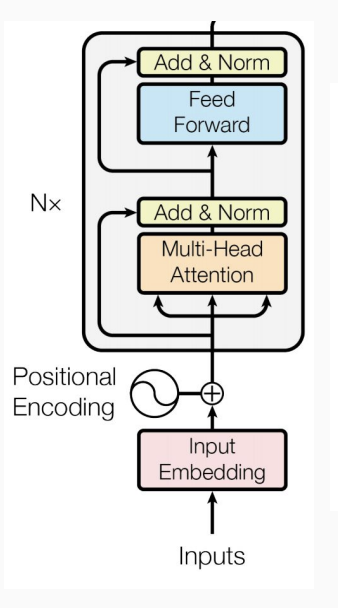 Add & Norm
Feed
Forward
N×
Add & Norm
Multi-Head
Attention
Positional
Encoding
Input
Embedding
Inputs